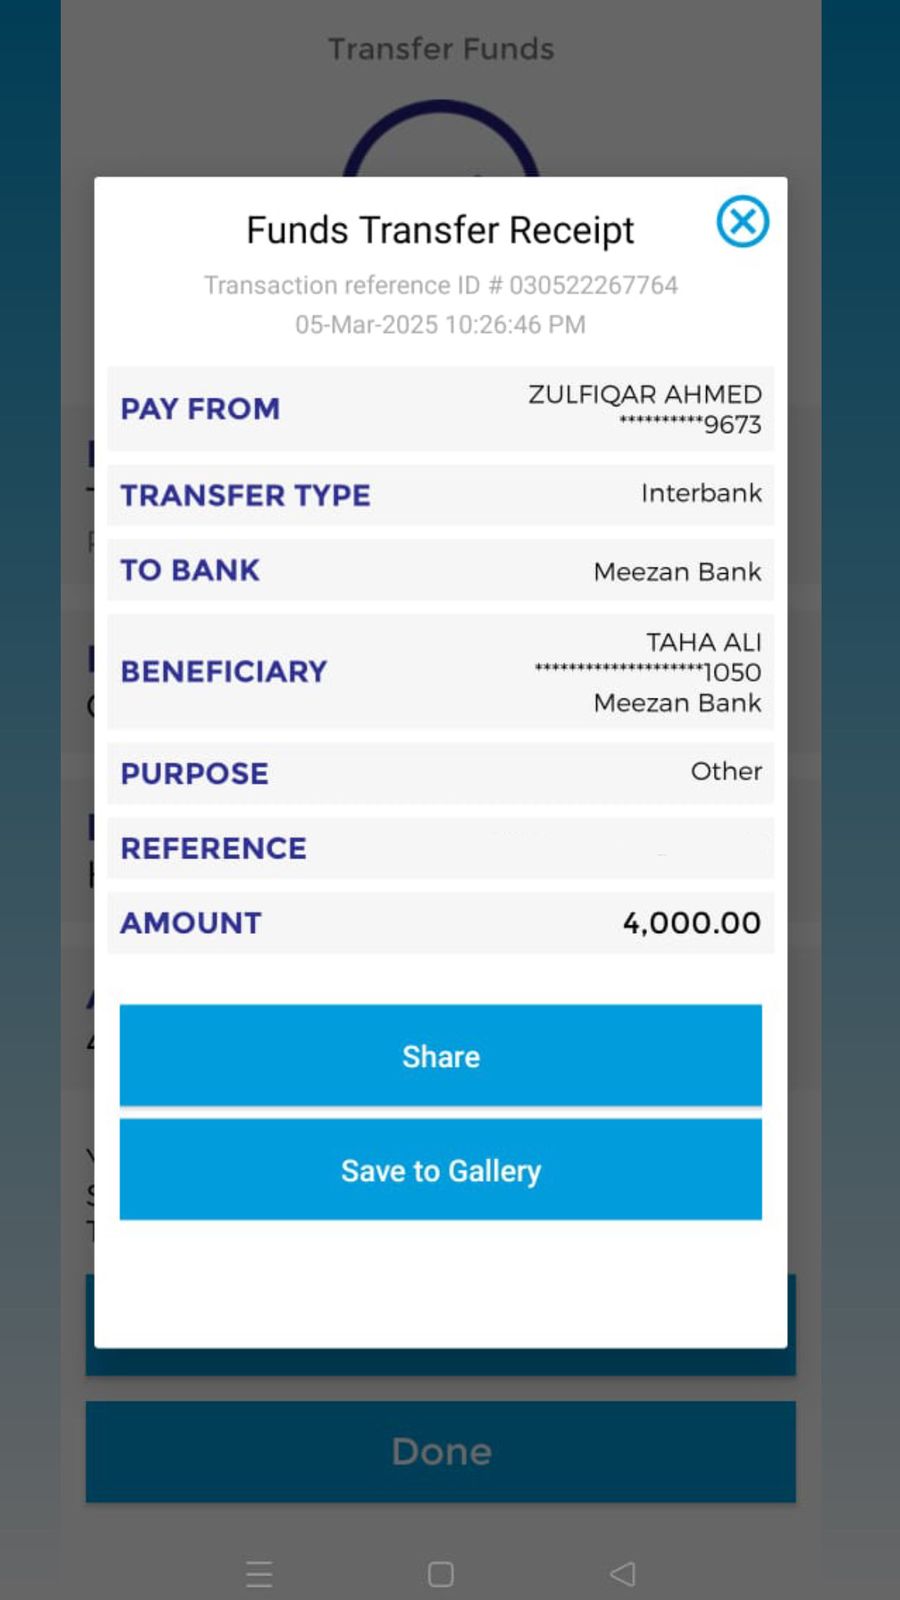 Transfer Funds
Funds Transfer Receipt
Transaction reference ID # 030522267764
05-Mar-2025 10:26:46 PM
PAY FROM
ZULFIQAR AHMED
**********9673
TRANSFER TYPE
Interbank
TO BANK
Meezan Bank
BENEFICIARY
TAHA ALI
********************1050
Meezan Bank
PURPOSE
Other
REFERENCE
AMOUNT
4,000.00
Share
Save to Gallery
Done